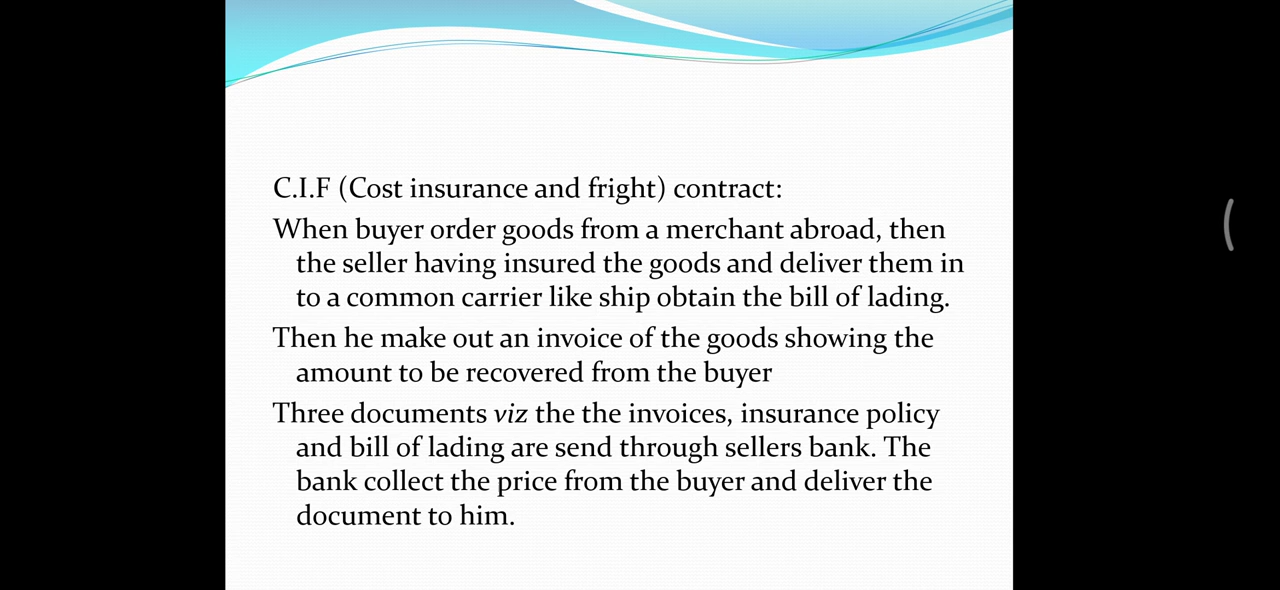 C.I.F (Cost insurance and fright) contract:
When buyer order goods from a merchant abroad, then
the seller having insured the goods and deliver them in
to a common carrier like ship obtain the bill of lading.
Then he make out an invoice of the goods showing the
amount to be recovered from the buyer
Three documents viz the the invoices, insurance policy
and bill of lading are send through sellers bank. The
bank collect the price from the buyer and deliver the
document to him.